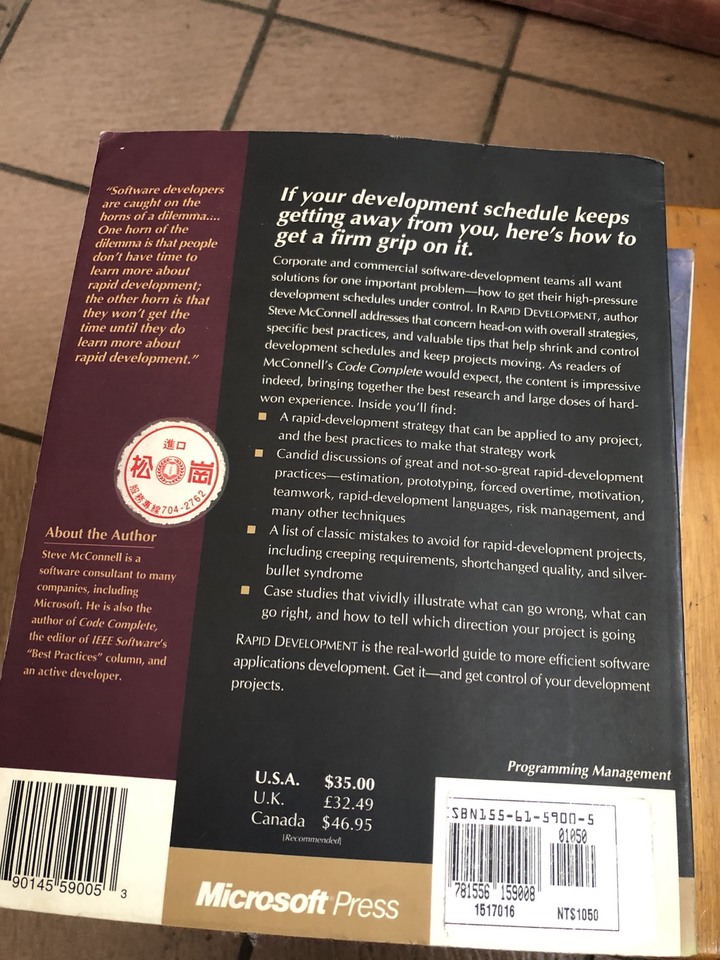 “Software developers
are caught on the
horns of a dilemma....
One horn of the
dilemma is that people
don’t have time to
learn more about
rapid development;
the other horn is that
they won’t get the
time until they do
learn more about
rapid development.”
進口
松崗
服務專線704-2762
About the Author
Steve McConnell is a
software consultant to many
companies, including
Microsoft. He is also the
author of Code Complete,
the editor of IEEE Software’s
“Best Practices” column, and
an active developer.
90145 59005 3
If your development schedule keeps
getting away from you, here’s how to
get a firm grip on it.
Corporate and commercial software-development teams all want
solutions for one important problem—how to get their high-pressure
development schedules under control. In RAPID DEVELOPMENT, author
Steve McConnell addresses that concern head-on with overall strategies,
specific best practices, and valuable tips that help shrink and control
development schedules and keep projects moving. As readers of
McConnell’s Code Complete would expect, the content is impressive
indeed, bringing together the best research and large doses of hard-
won experience. Inside you’ll find:
■ A rapid-development strategy that can be applied to any project,
and the best practices to make that strategy work
■ Candid discussions of great and not-so-great rapid-development
practices—estimation, prototyping, forced overtime, motivation,
teamwork, rapid-development languages, risk management, and
many other techniques
■ A list of classic mistakes to avoid for rapid-development projects,
including creeping requirements, shortchanged quality, and silver-
bullet syndrome
■ Case studies that vividly illustrate what can go wrong, what can
go right, and how to tell which direction your project is going
RAPID DEVELOPMENT is the real-world guide to more efficient software
applications development. Get it—and get control of your development
projects.
Programming Management
U.S.A. $35.00
U.K. £32.49
Canada $46.95
[Recommended]
Microsoft Press
ISBN155-61-5900-5
01050
781556 159008
1517016 NT$1050